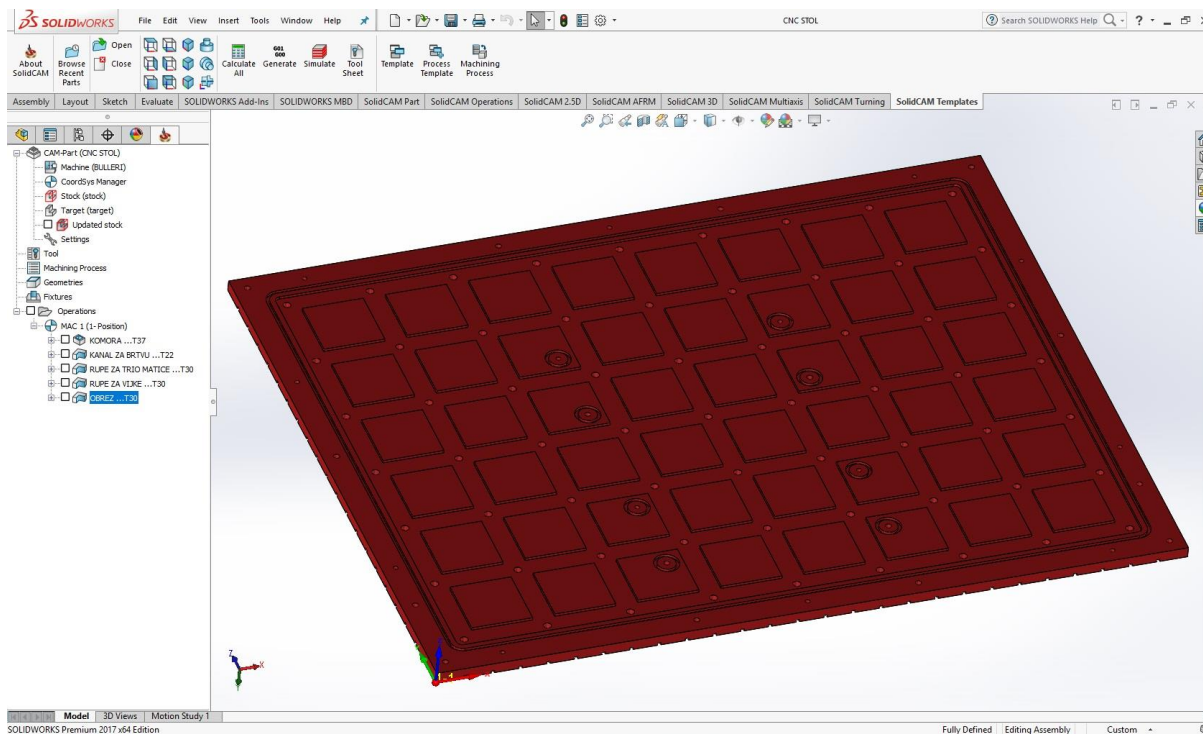 SOLIDWORKS File Edit View Insert Tools Window Help CNC STOL Search SOLIDWORKS Help ?
About SolidCAM
Browse Recent Parts
Open
Close
Calculate All
G01 G00 Generate
Simulate
Tool Sheet
Template
Process Template
Machining Process
Assembly Layout Sketch Evaluate SOLIDWORKS Add-Ins SOLIDWORKS MBD SolidCAM Part SolidCAM Operations SolidCAM 2.5D SolidCAM AFRM SolidCAM 3D SolidCAM Multiaxis SolidCAM Turning SolidCAM Templates
CAM-Part (CNC STOL)
Machine (BULLERI)
CoordSys Manager
Stock (stock)
Target (target)
Updated stock
Settings
Tool
Machining Process
Geometries
Fixtures
Operations
MAC 1 (1- Position)
KOMORA ...T37
KANAL ZA BRTVU ...T22
RUPE ZA TRIO MATICE ...T30
RUPE ZA VIJKE ...T30
OBREZ ...T30
Z X Y
Model 3D Views Motion Study 1
SOLIDWORKS Premium 2017 x64 Edition Fully Defined Editing Assembly Custom